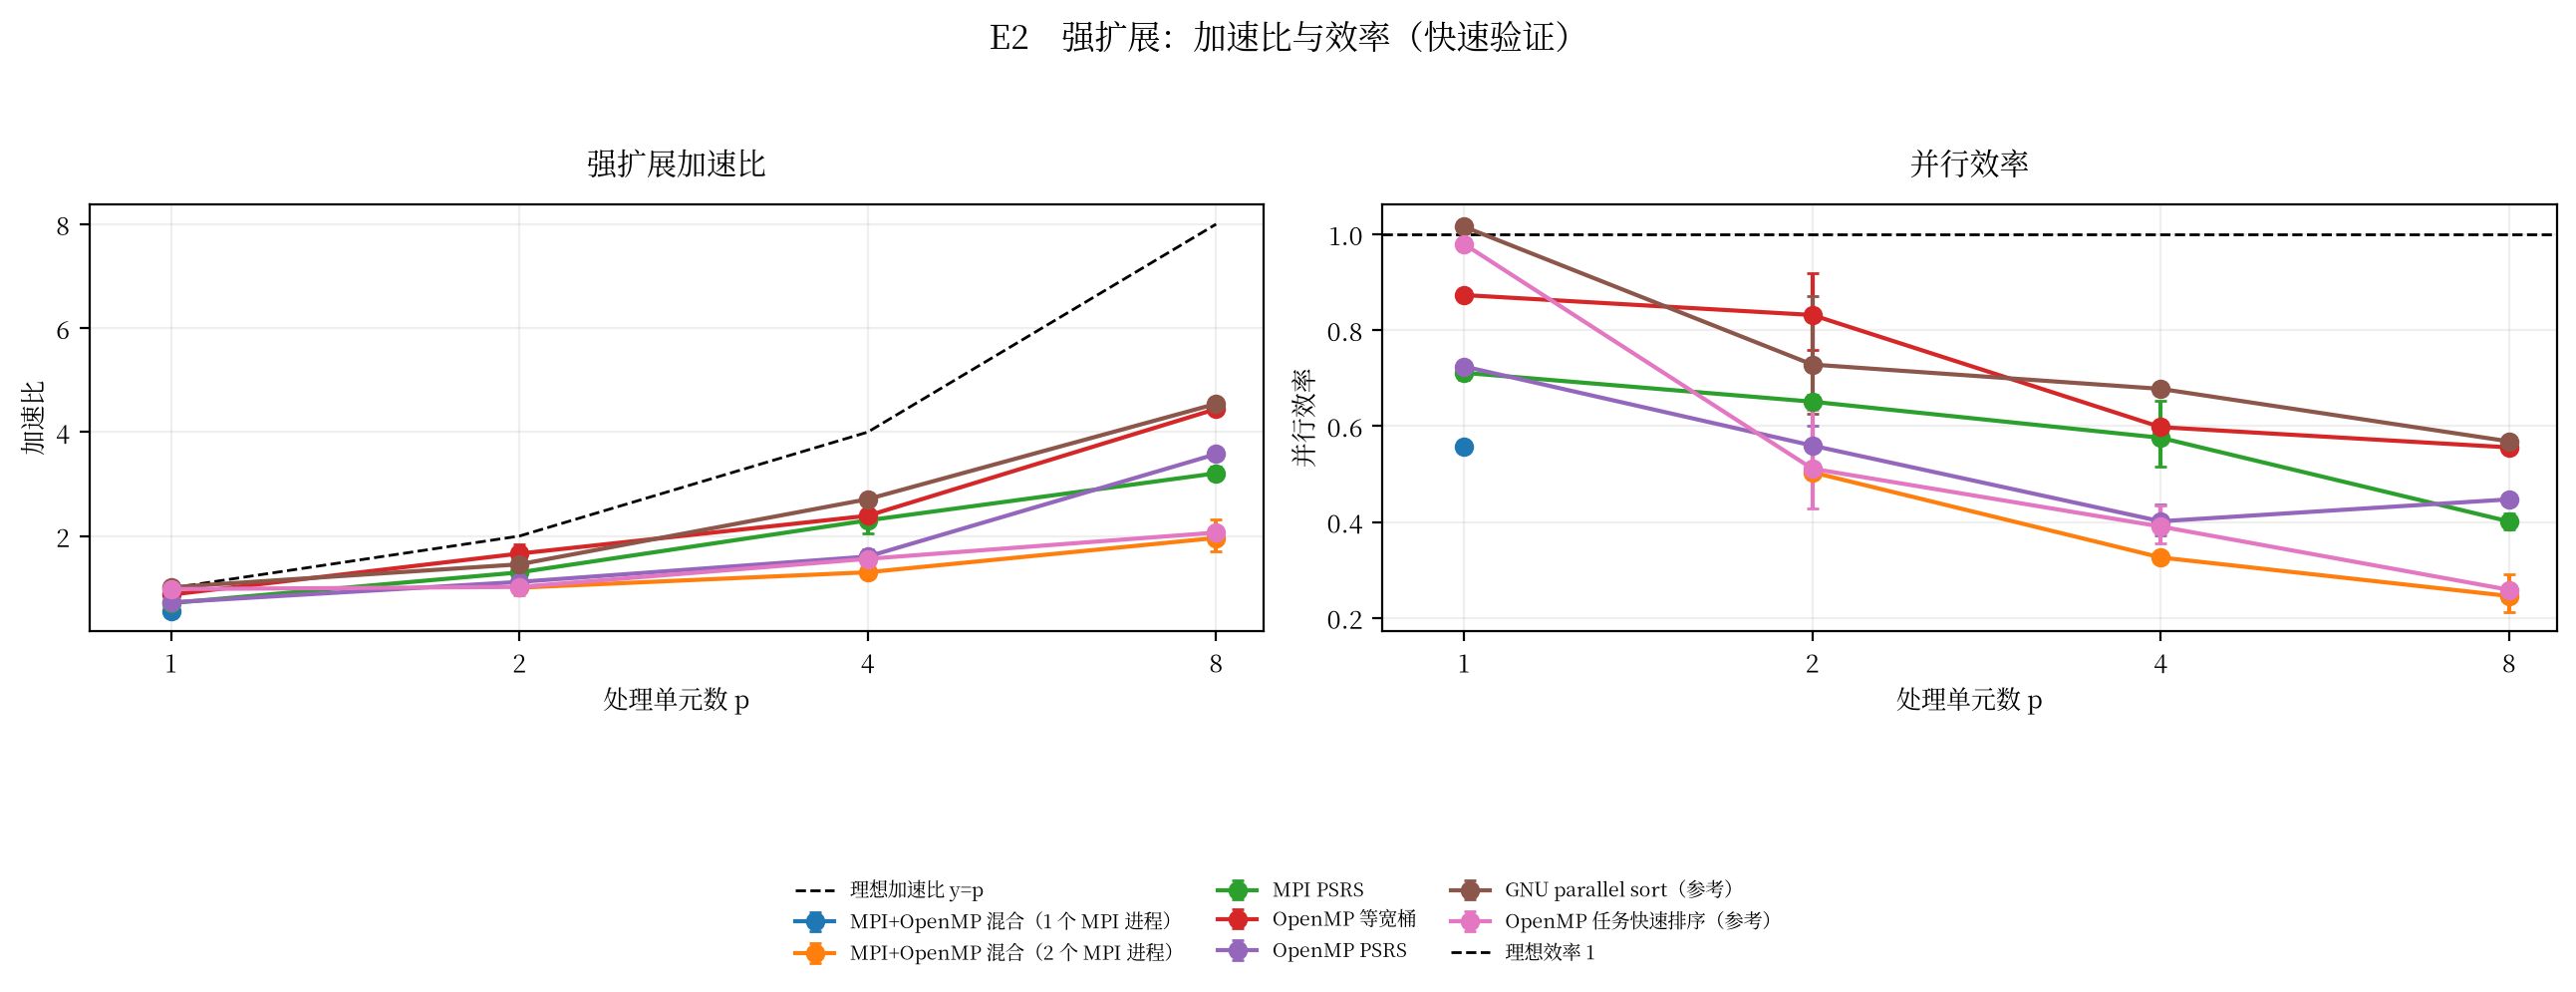 E2 强扩展：加速比与效率（快速验证）
强扩展加速比
加速比
8
6
4
2
1
2
4
8
处理单元数 p
并行效率
并行效率
1.0
0.8
0.6
0.4
0.2
1
2
4
8
处理单元数 p
理想加速比 y=p
MPI+OpenMP 混合（1 个 MPI 进程）
MPI+OpenMP 混合（2 个 MPI 进程）
MPI PSRS
OpenMP 等宽桶
OpenMP PSRS
GNU parallel sort（参考）
OpenMP 任务快速排序（参考）
理想效率 1